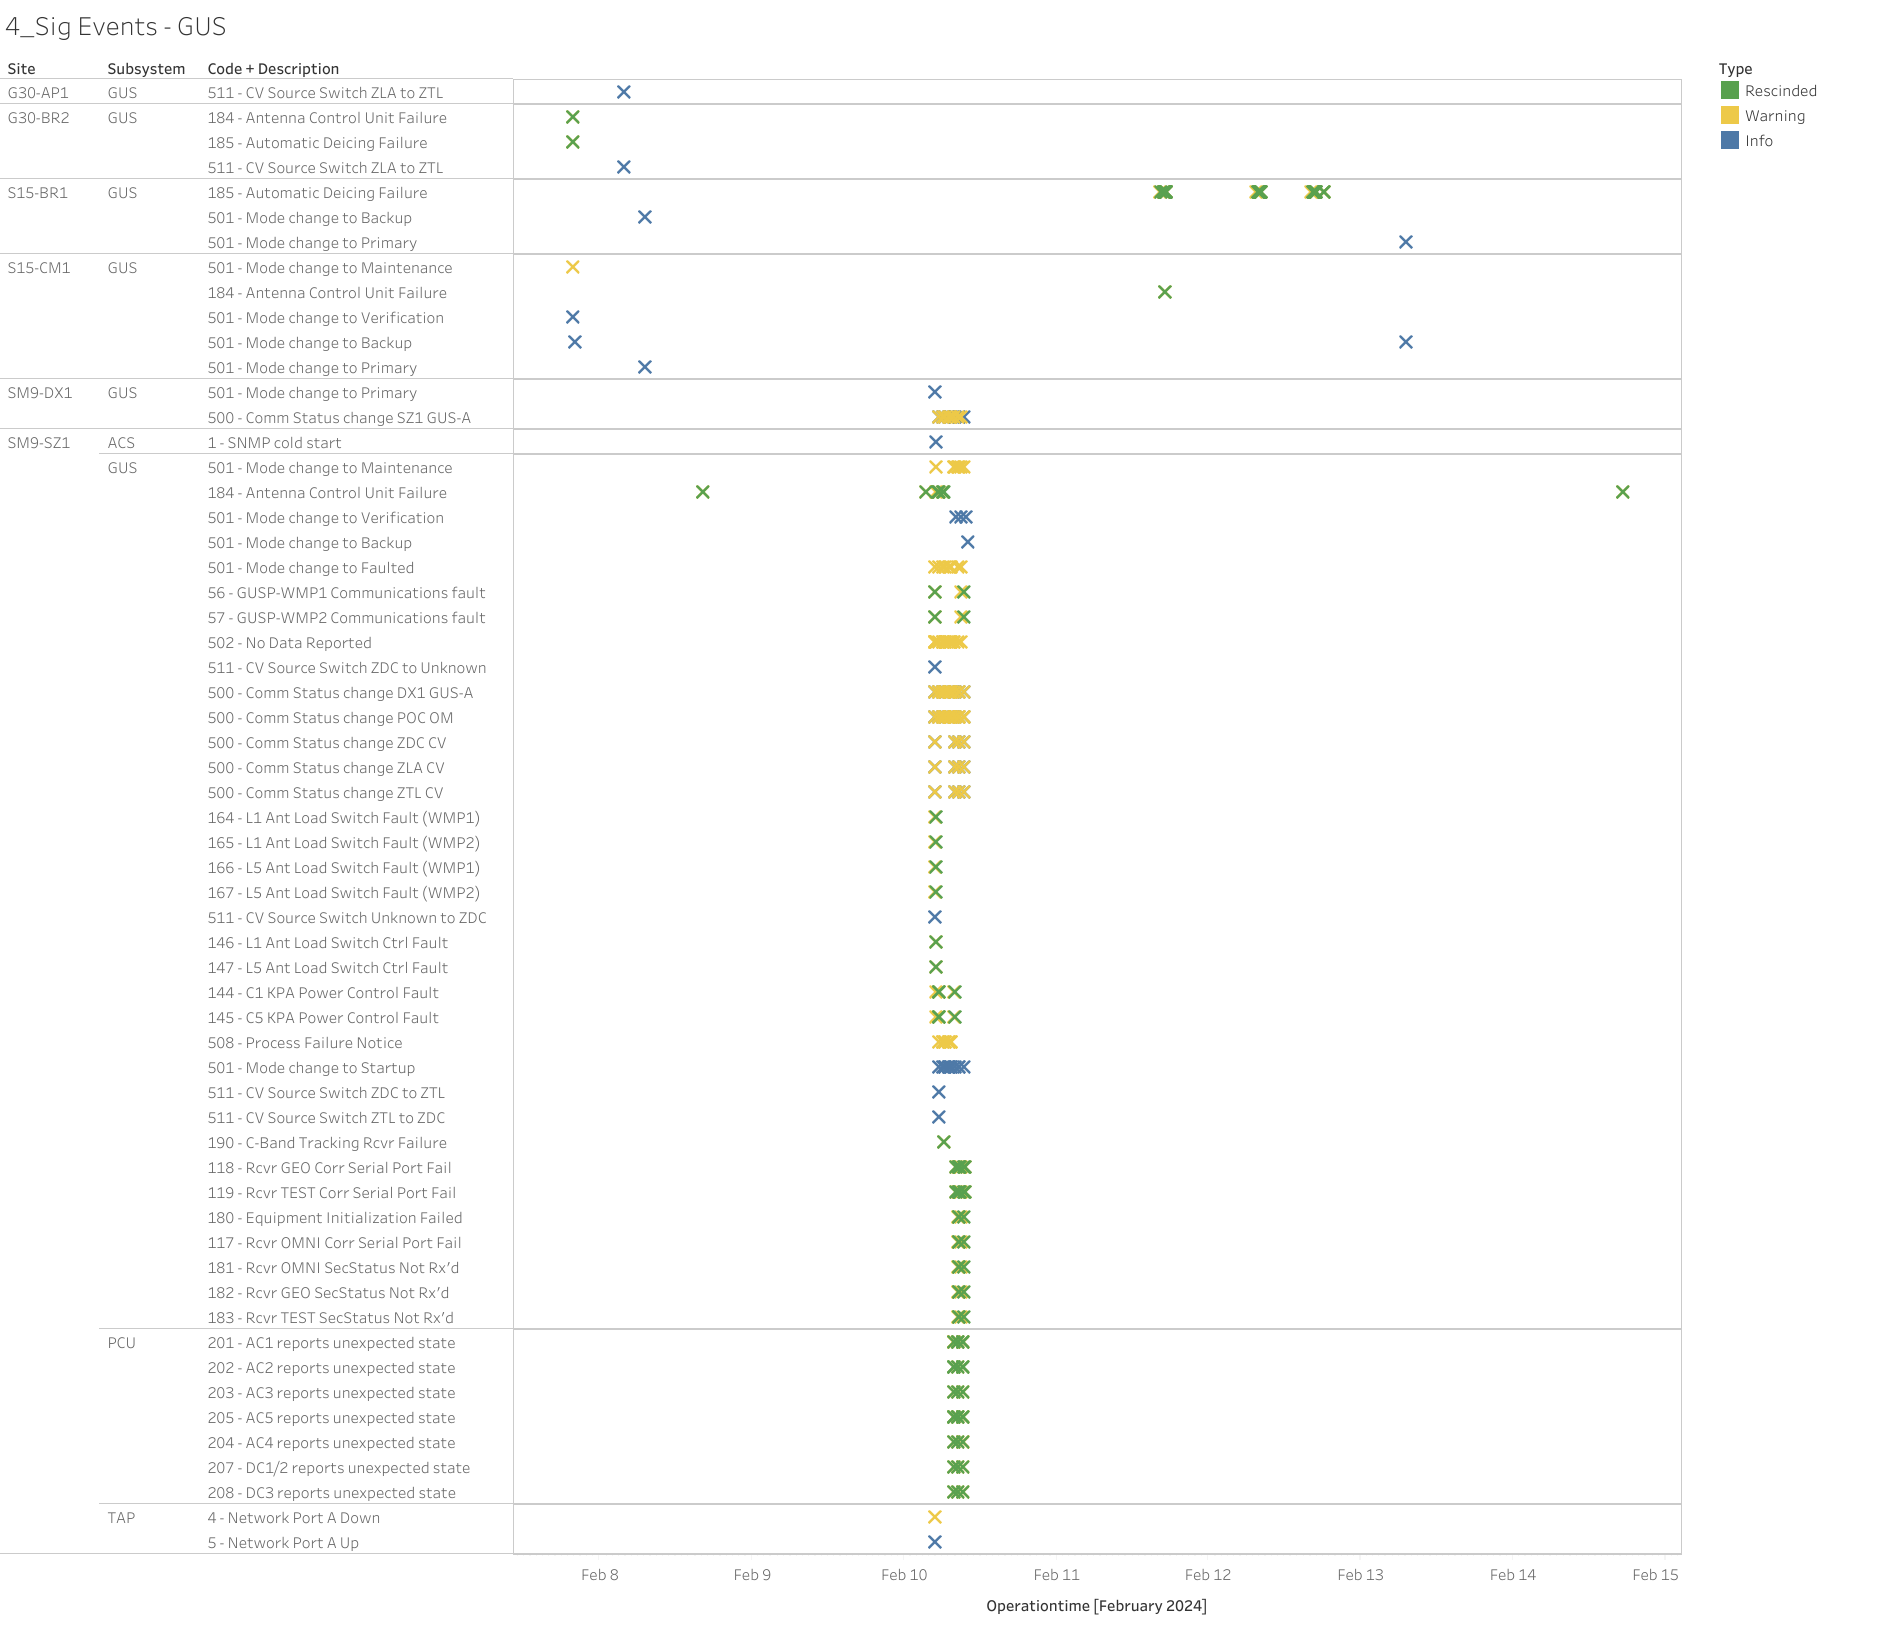 4_Sig Events - GUS
Site Subsystem Code + Description
Type
G30-AP1 GUS 511 - CV Source Switch ZLA to ZTL
Rescinded
G30-BR2 GUS 184 - Antenna Control Unit Failure
Warning
185 - Automatic Deicing Failure
Info
511 - CV Source Switch ZLA to ZTL
S15-BR1 GUS 185 - Automatic Deicing Failure
501 - Mode change to Backup
501 - Mode change to Primary
S15-CM1 GUS 501 - Mode change to Maintenance
184 - Antenna Control Unit Failure
501 - Mode change to Verification
501 - Mode change to Backup
501 - Mode change to Primary
SM9-DX1 GUS 501 - Mode change to Primary
500 - Comm Status change SZ1 GUS-A
SM9-SZ1 ACS 1 - SNMP cold start
GUS 501 - Mode change to Maintenance
184 - Antenna Control Unit Failure
501 - Mode change to Verification
501 - Mode change to Backup
501 - Mode change to Faulted
56 - GUSP-WMP1 Communications fault
57 - GUSP-WMP2 Communications fault
502 - No Data Reported
511 - CV Source Switch ZDC to Unknown
500 - Comm Status change DX1 GUS-A
500 - Comm Status change POC OM
500 - Comm Status change ZDC CV
500 - Comm Status change ZLA CV
500 - Comm Status change ZTL CV
164 - L1 Ant Load Switch Fault (WMP1)
165 - L1 Ant Load Switch Fault (WMP2)
166 - L5 Ant Load Switch Fault (WMP1)
167 - L5 Ant Load Switch Fault (WMP2)
511 - CV Source Switch Unknown to ZDC
146 - L1 Ant Load Switch Ctrl Fault
147 - L5 Ant Load Switch Ctrl Fault
144 - C1 KPA Power Control Fault
145 - C5 KPA Power Control Fault
508 - Process Failure Notice
501 - Mode change to Startup
511 - CV Source Switch ZDC to ZTL
511 - CV Source Switch ZTL to ZDC
190 - C-Band Tracking Rcvr Failure
118 - Rcvr GEO Corr Serial Port Fail
119 - Rcvr TEST Corr Serial Port Fail
180 - Equipment Initialization Failed
117 - Rcvr OMNI Corr Serial Port Fail
181 - Rcvr OMNI SecStatus Not Rx'd
182 - Rcvr GEO SecStatus Not Rx'd
183 - Rcvr TEST SecStatus Not Rx'd
PCU 201 - AC1 reports unexpected state
202 - AC2 reports unexpected state
203 - AC3 reports unexpected state
205 - AC5 reports unexpected state
204 - AC4 reports unexpected state
207 - DC1/2 reports unexpected state
208 - DC3 reports unexpected state
TAP 4 - Network Port A Down
5 - Network Port A Up
Feb 8 Feb 9 Feb 10 Feb 11 Feb 12 Feb 13 Feb 14 Feb 15
Operationtime [February 2024]